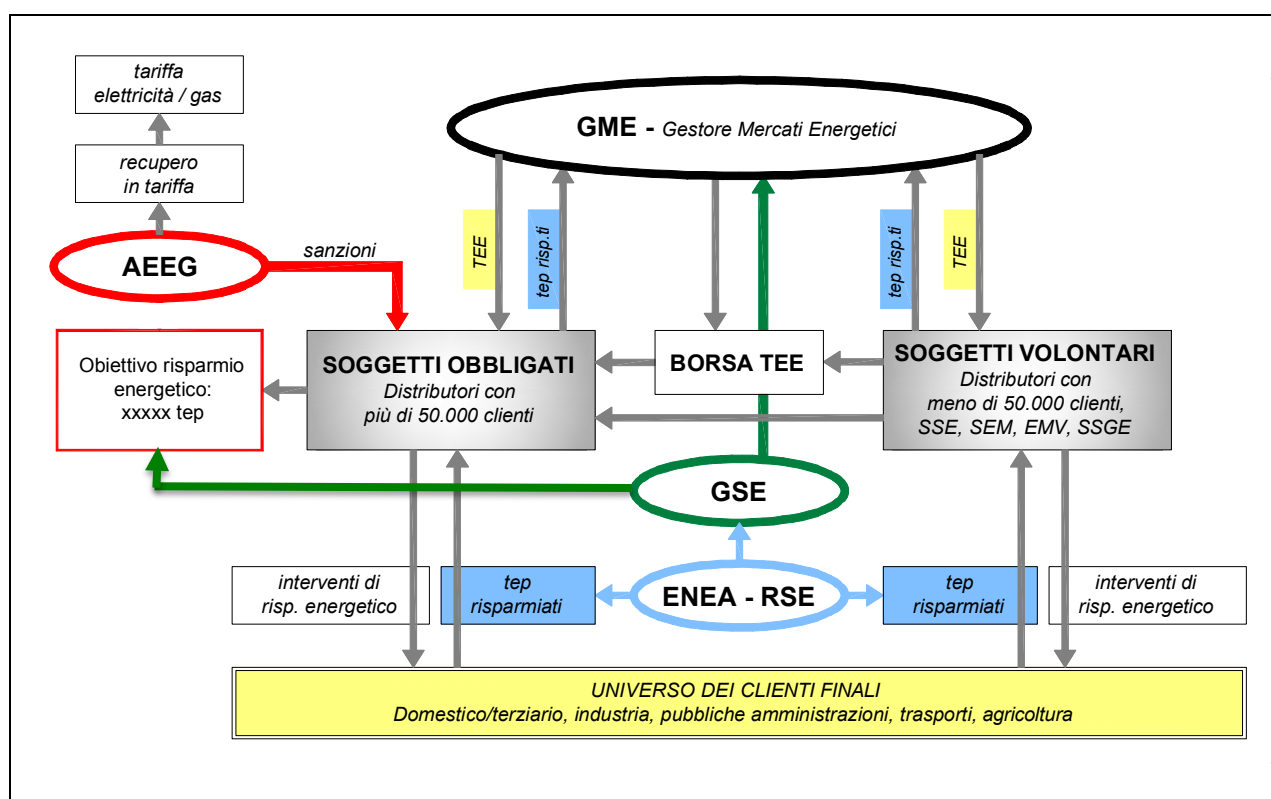 tariffa
elettricità / gas
GME - Gestore Mercati Energetici
recupero
in tariffa
AEEG
sanzioni
TEE
tep risp.ti
tep risp.ti
TEE
Obiettivo risparmio
energetico:
xxxxx tep
SOGGETTI OBBLIGATI
Distributori con
più di 50.000 clienti
BORSA TEE
SOGGETTI VOLONTARI
Distributori con
meno di 50.000 clienti,
SSE, SEM, EMV, SSGE
GSE
interventi di
risp. energetico
tep
risparmiati
ENEA - RSE
tep
risparmiati
interventi di
risp. energetico
UNIVERSO DEI CLIENTI FINALI
Domestico/terziario, industria, pubbliche amministrazioni, trasporti, agricoltura